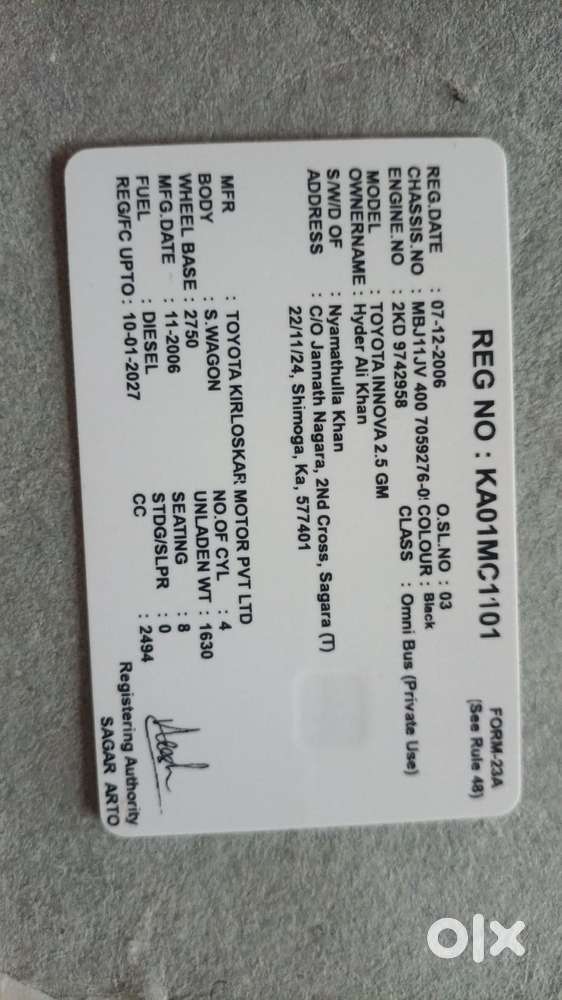 FORM-23A
(See Rule 48)
REG NO : KA01MC1101
REG.DATE : 07-12-2006 O.SL.NO : 03
CHASSIS.NO : MBJ11JV 400 7059276-0 COLOUR : Black
ENGINE.NO : 2KD 9742958 CLASS : Omni Bus (Private Use)
MODEL : TOYOTA INNOVA 2.5 GM
OWNERNAME : Hyder Ali Khan
S/W/D OF : Nyamathulla Khan
ADDRESS : C/O Jannath Nagara, 2Nd Cross, Sagara (T)
22/11/24, Shimoga, Ka, 577401
MFR : TOYOTA KIRLOSKAR MOTOR PVT LTD
BODY : S.WAGON NO.OF CYL : 4
WHEEL BASE : 2750 UNLADEN WT : 1630
MFG.DATE : 11-2006 SEATING : 8
FUEL : DIESEL STDG/SLPR : 0
REG/FC UPTO : 10-01-2027 CC : 2494
Registering Authority
SAGAR ARTO
olx